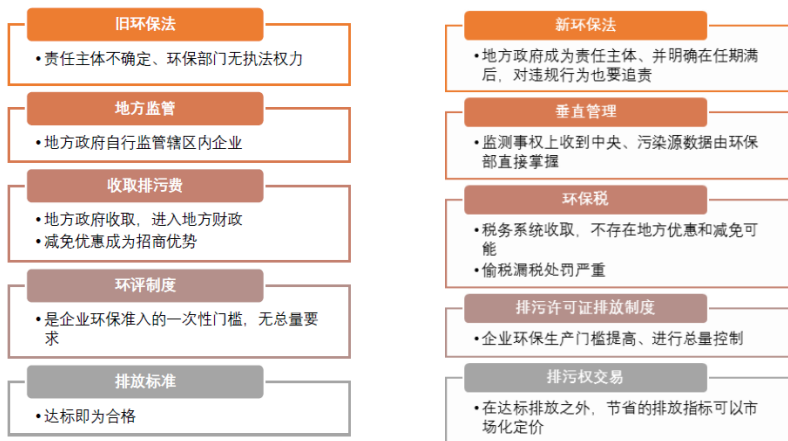 旧环保法
•责任主体不确定、环保部门无执法权力
地方监管
•地方政府自行监管辖区内企业
收取排污费
•地方政府收取，进入地方财政
•减免优惠成为招商优势
环评制度
•是企业环保准入的一次性门槛，无总量要
求
排放标准
•达标即为合格
新环保法
•地方政府成为责任主体、并明确在任期满
后，对违规行为也要追责
垂直管理
•监测事权上收到中央、污染源数据由环保
部直接掌握
环保税
•税务系统收取，不存在地方优惠和减免可
能
•偷税漏税处罚严重
排污许可证排放制度
•企业环保生产门槛提高、进行总量控制
排污权交易
•在达标排放之外，节省的排放指标可以市
场化定价